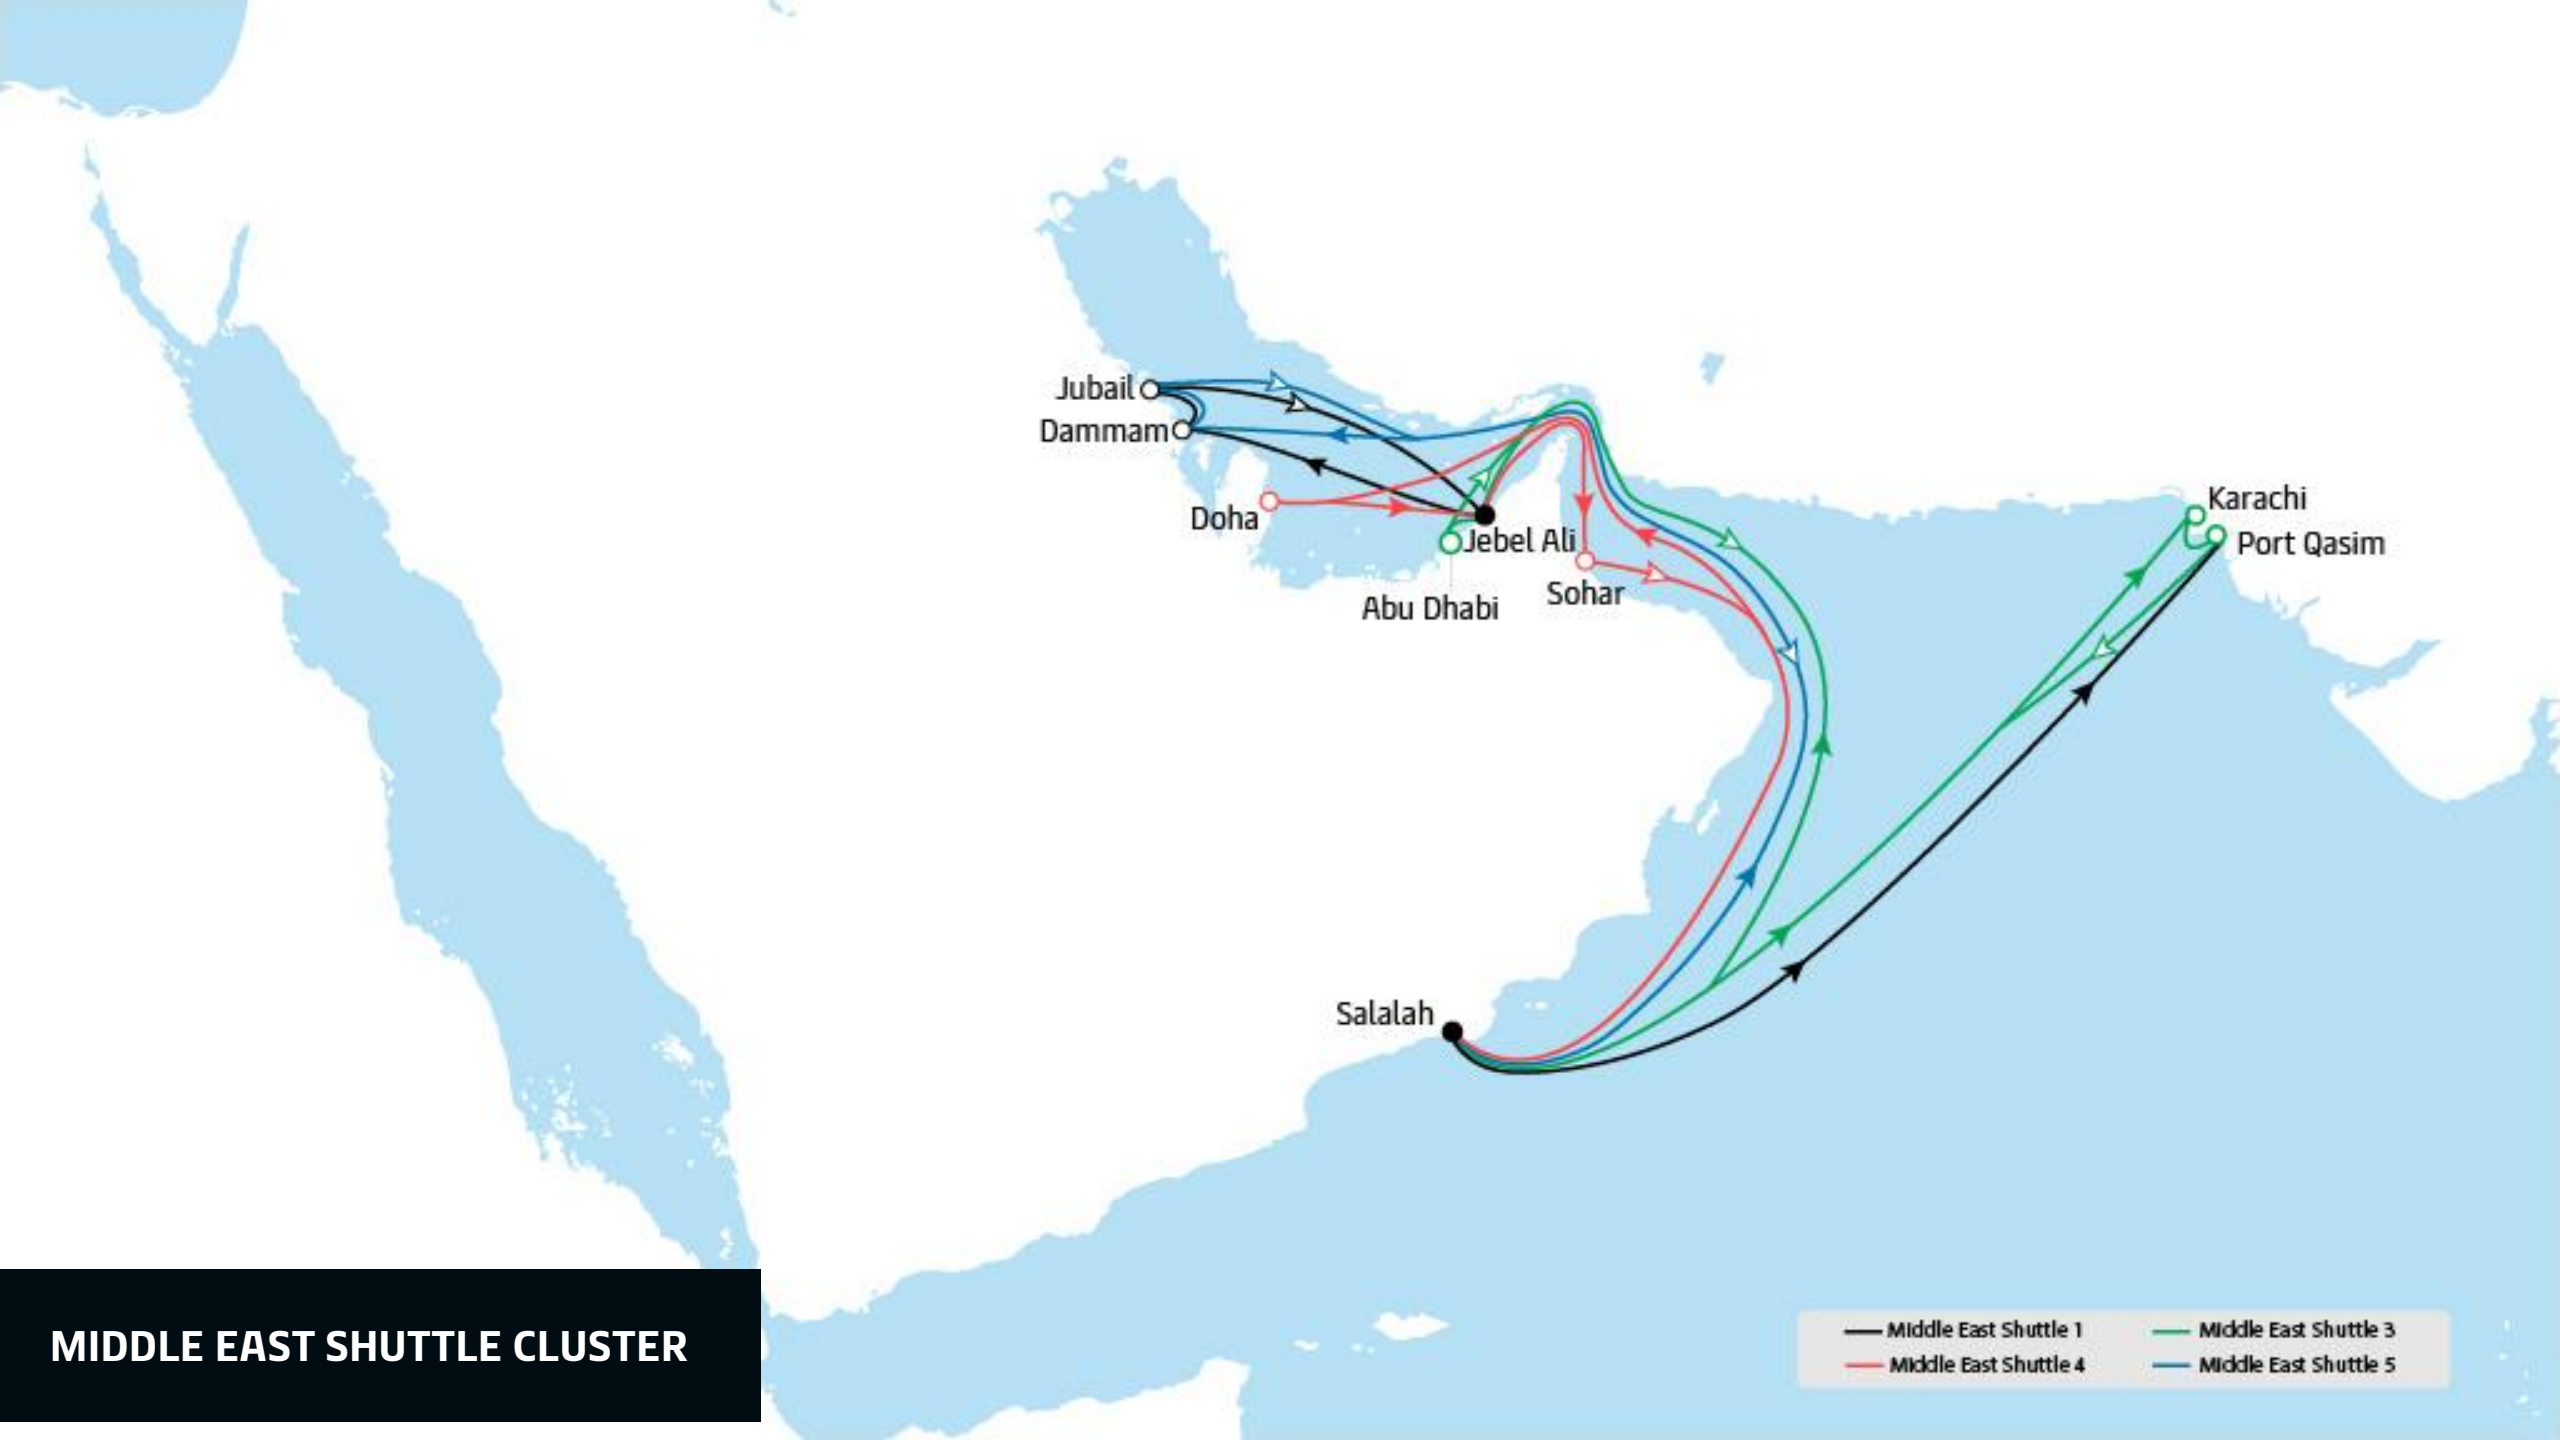 Jubail
Dammam
Doha
Jebel Ali
Abu Dhabi
Sohar
Karachi
Port Qasim
Salalah
MIDDLE EAST SHUTTLE CLUSTER
Middle East Shuttle 1
Middle East Shuttle 3
Middle East Shuttle 4
Middle East Shuttle 5